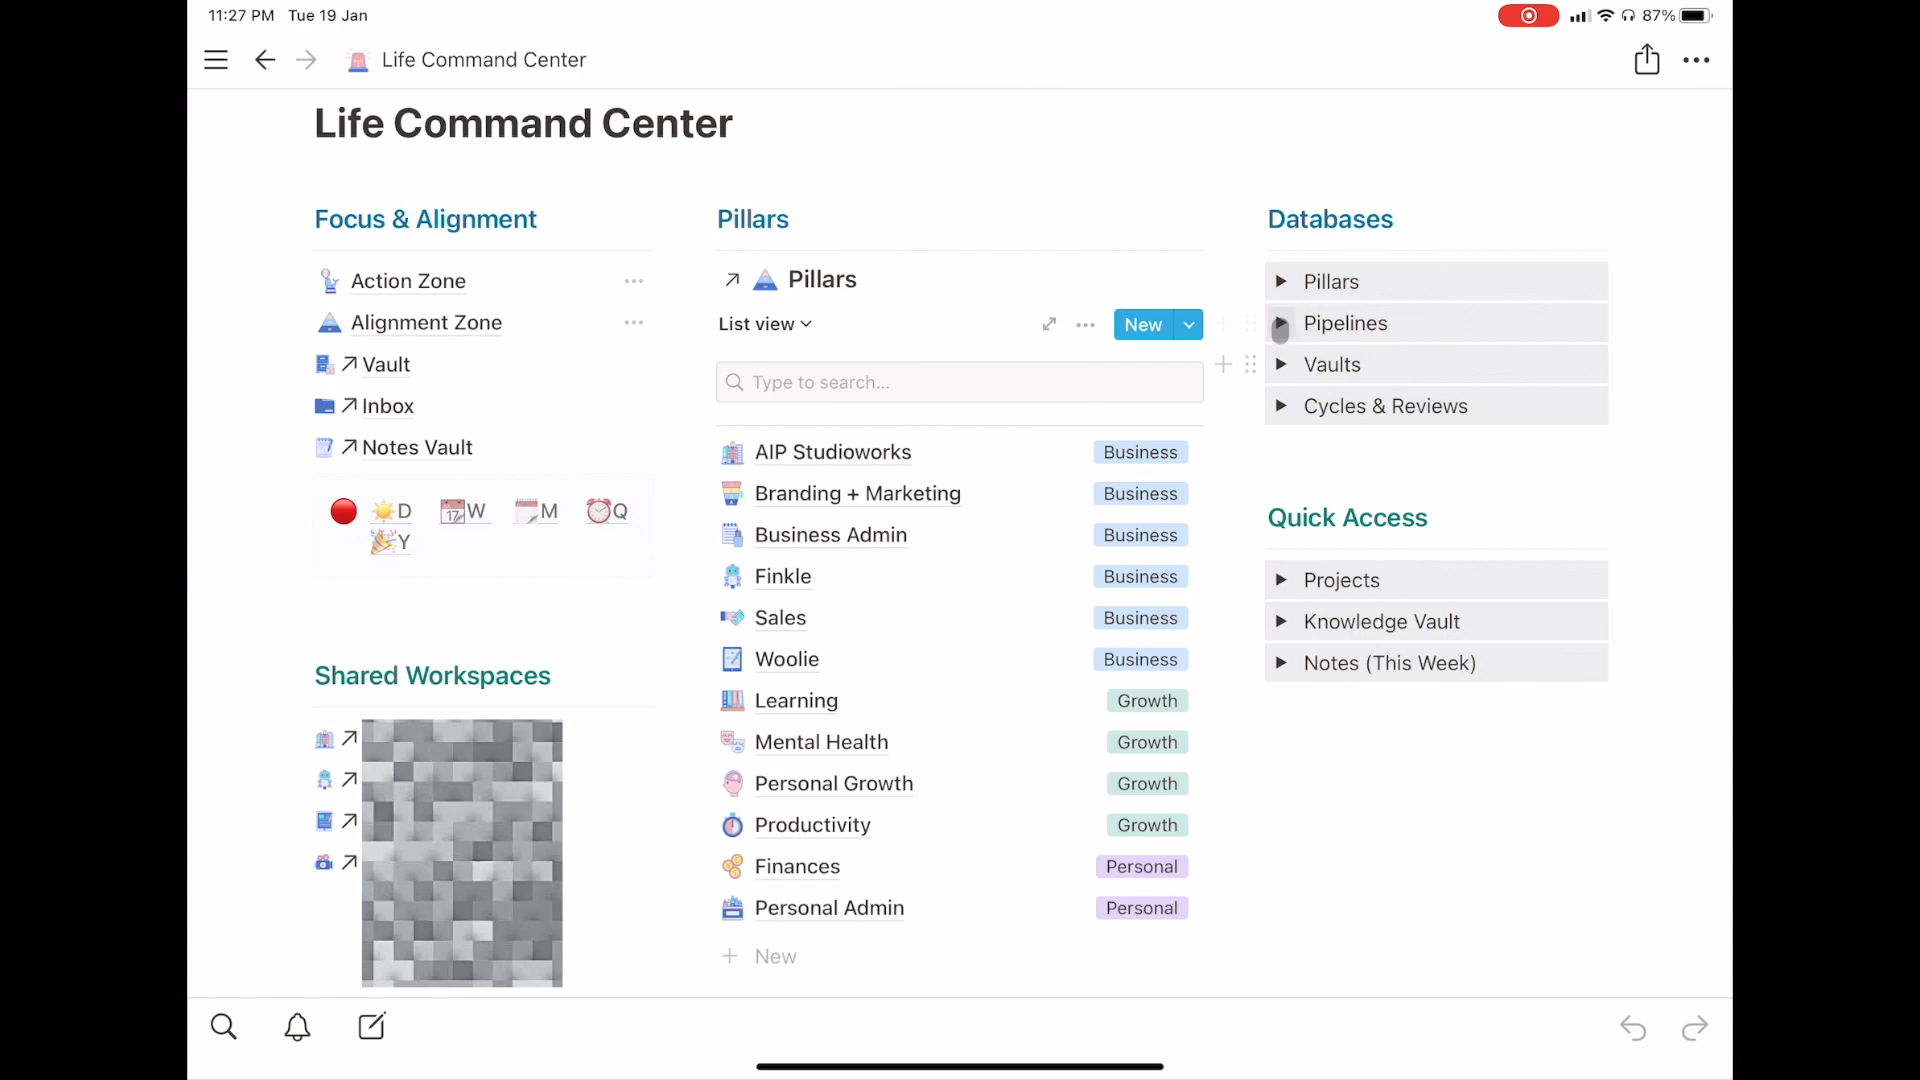 11:27 PM Tue 19 Jan
87%
Life Command Center
Life Command Center
Focus & Alignment
Action Zone
Alignment Zone
Vault
Inbox
Notes Vault
D
17 W
M
Q
Y
Shared Workspaces
Pillars
Pillars
List view
New
Type to search...
AIP Studioworks Business
Branding + Marketing Business
Business Admin Business
Finkle Business
Sales Business
Woolie Business
Learning Growth
Mental Health Growth
Personal Growth Growth
Productivity Growth
Finances Personal
Personal Admin Personal
New
Databases
Pillars
Pipelines
Vaults
Cycles & Reviews
Quick Access
Projects
Knowledge Vault
Notes (This Week)